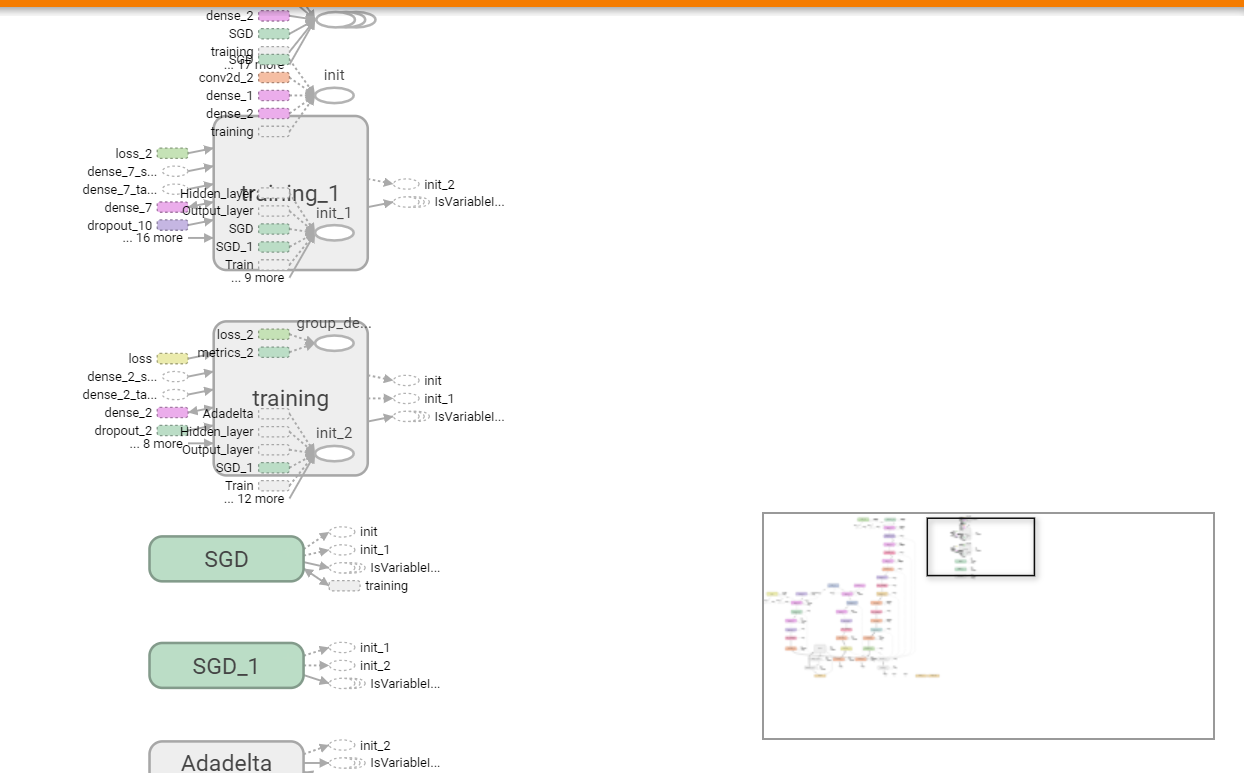 dense_2
SGD
training
SGD
... 17 more
init
conv2d_2
dense_1
dense_2
training
loss_2
dense_7_s...
dense_7_ta...
dense_7
dropout_10
... 16 more
training_1
Hidden_layer
Output_layer
init_1
SGD
SGD_1
Train
... 9 more
init_2
IsVariableI...
group_de...
loss_2
metrics_2
loss
dense_2_s...
dense_2_ta...
dense_2
dropout_2
... 8 more
training
Adadelta
Hidden_layer
Output_layer
init_2
SGD_1
Train
... 12 more
init
init_1
IsVariableI...
SGD
init
init_1
IsVariableI...
training
SGD_1
init_1
init_2
IsVariableI...
Adadelta
init_2
IsVariableI...